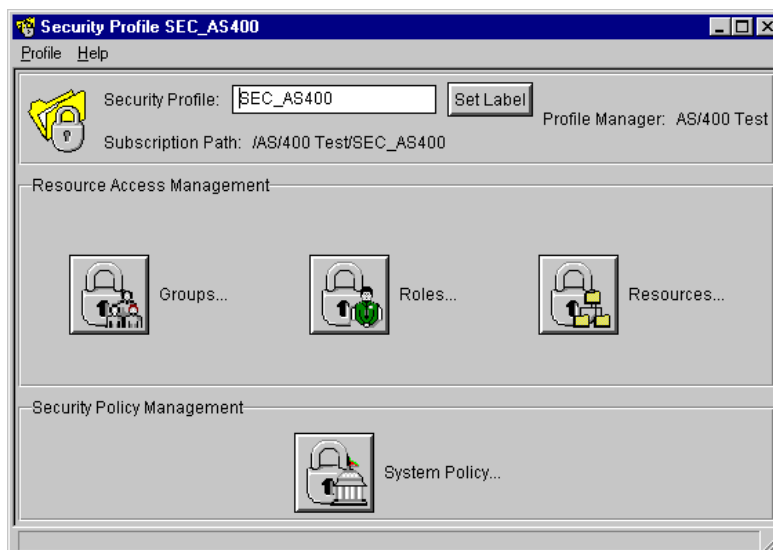 Security Profile SEC_AS400
Profile Help
Security Profile: SEC_AS400 Set Label
Profile Manager: AS/400 Test
Subscription Path: /AS/400 Test/SEC_AS400
Resource Access Management
Groups... Roles... Resources...
Security Policy Management
System Policy...